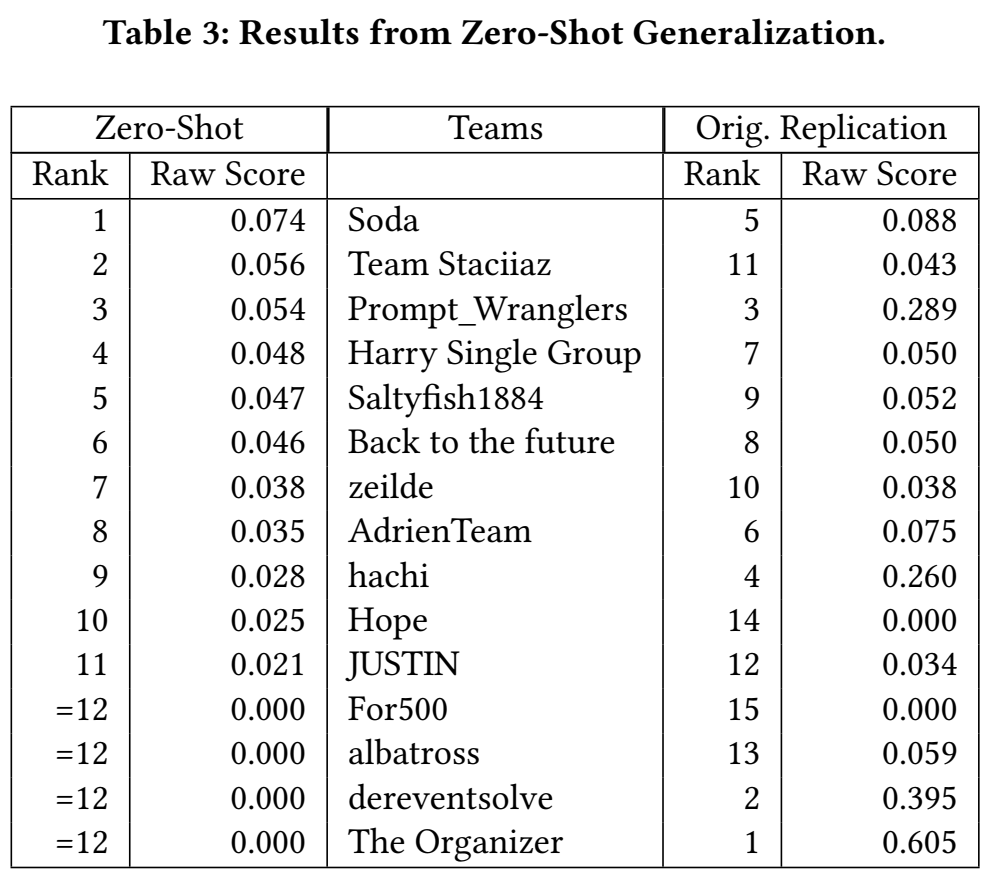 Table 3: Results from Zero-Shot Generalization.
Zero-Shot Teams Orig. Replication
Rank Raw Score Rank Raw Score
1 0.074 Soda 5 0.088
2 0.056 Team Staciiaz 11 0.043
3 0.054 Prompt_Wranglers 3 0.289
4 0.048 Harry Single Group 7 0.050
5 0.047 Saltyfish1884 9 0.052
6 0.046 Back to the future 8 0.050
7 0.038 zeilde 10 0.038
8 0.035 AdrienTeam 6 0.075
9 0.028 hachi 4 0.260
10 0.025 Hope 14 0.000
11 0.021 JUSTIN 12 0.034
=12 0.000 For500 15 0.000
=12 0.000 albatross 13 0.059
=12 0.000 dereventsolve 2 0.395
=12 0.000 The Organizer 1 0.605